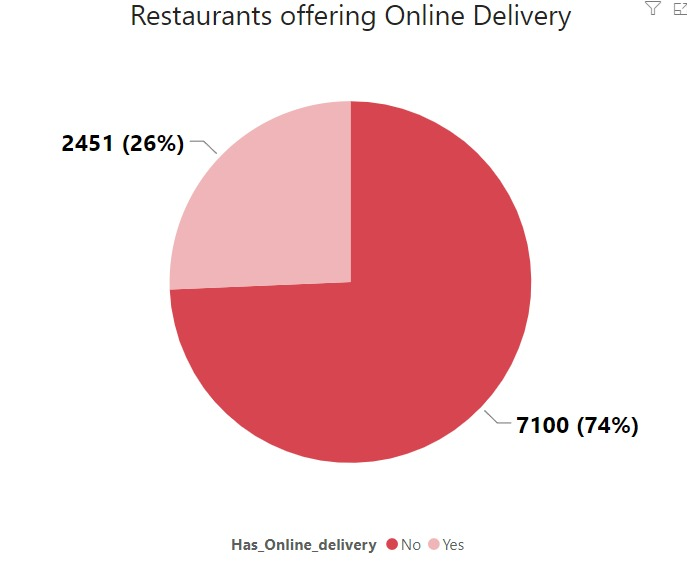 Restaurants offering Online Delivery
2451 (26%)
7100 (74%)
Has_Online_delivery No Yes